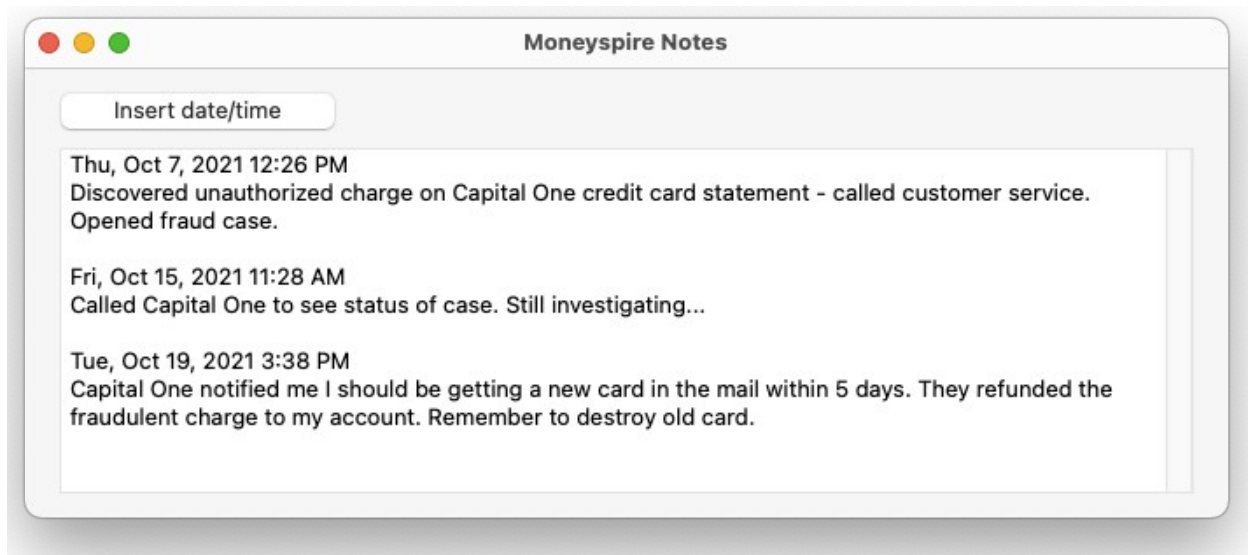 Moneyspire Notes
Insert date/time
Thu, Oct 7, 2021 12:26 PM
Discovered unauthorized charge on Capital One credit card statement - called customer service.
Opened fraud case.
Fri, Oct 15, 2021 11:28 AM
Called Capital One to see status of case. Still investigating...
Tue, Oct 19, 2021 3:38 PM
Capital One notified me I should be getting a new card in the mail within 5 days. They refunded the
fraudulent charge to my account. Remember to destroy old card.